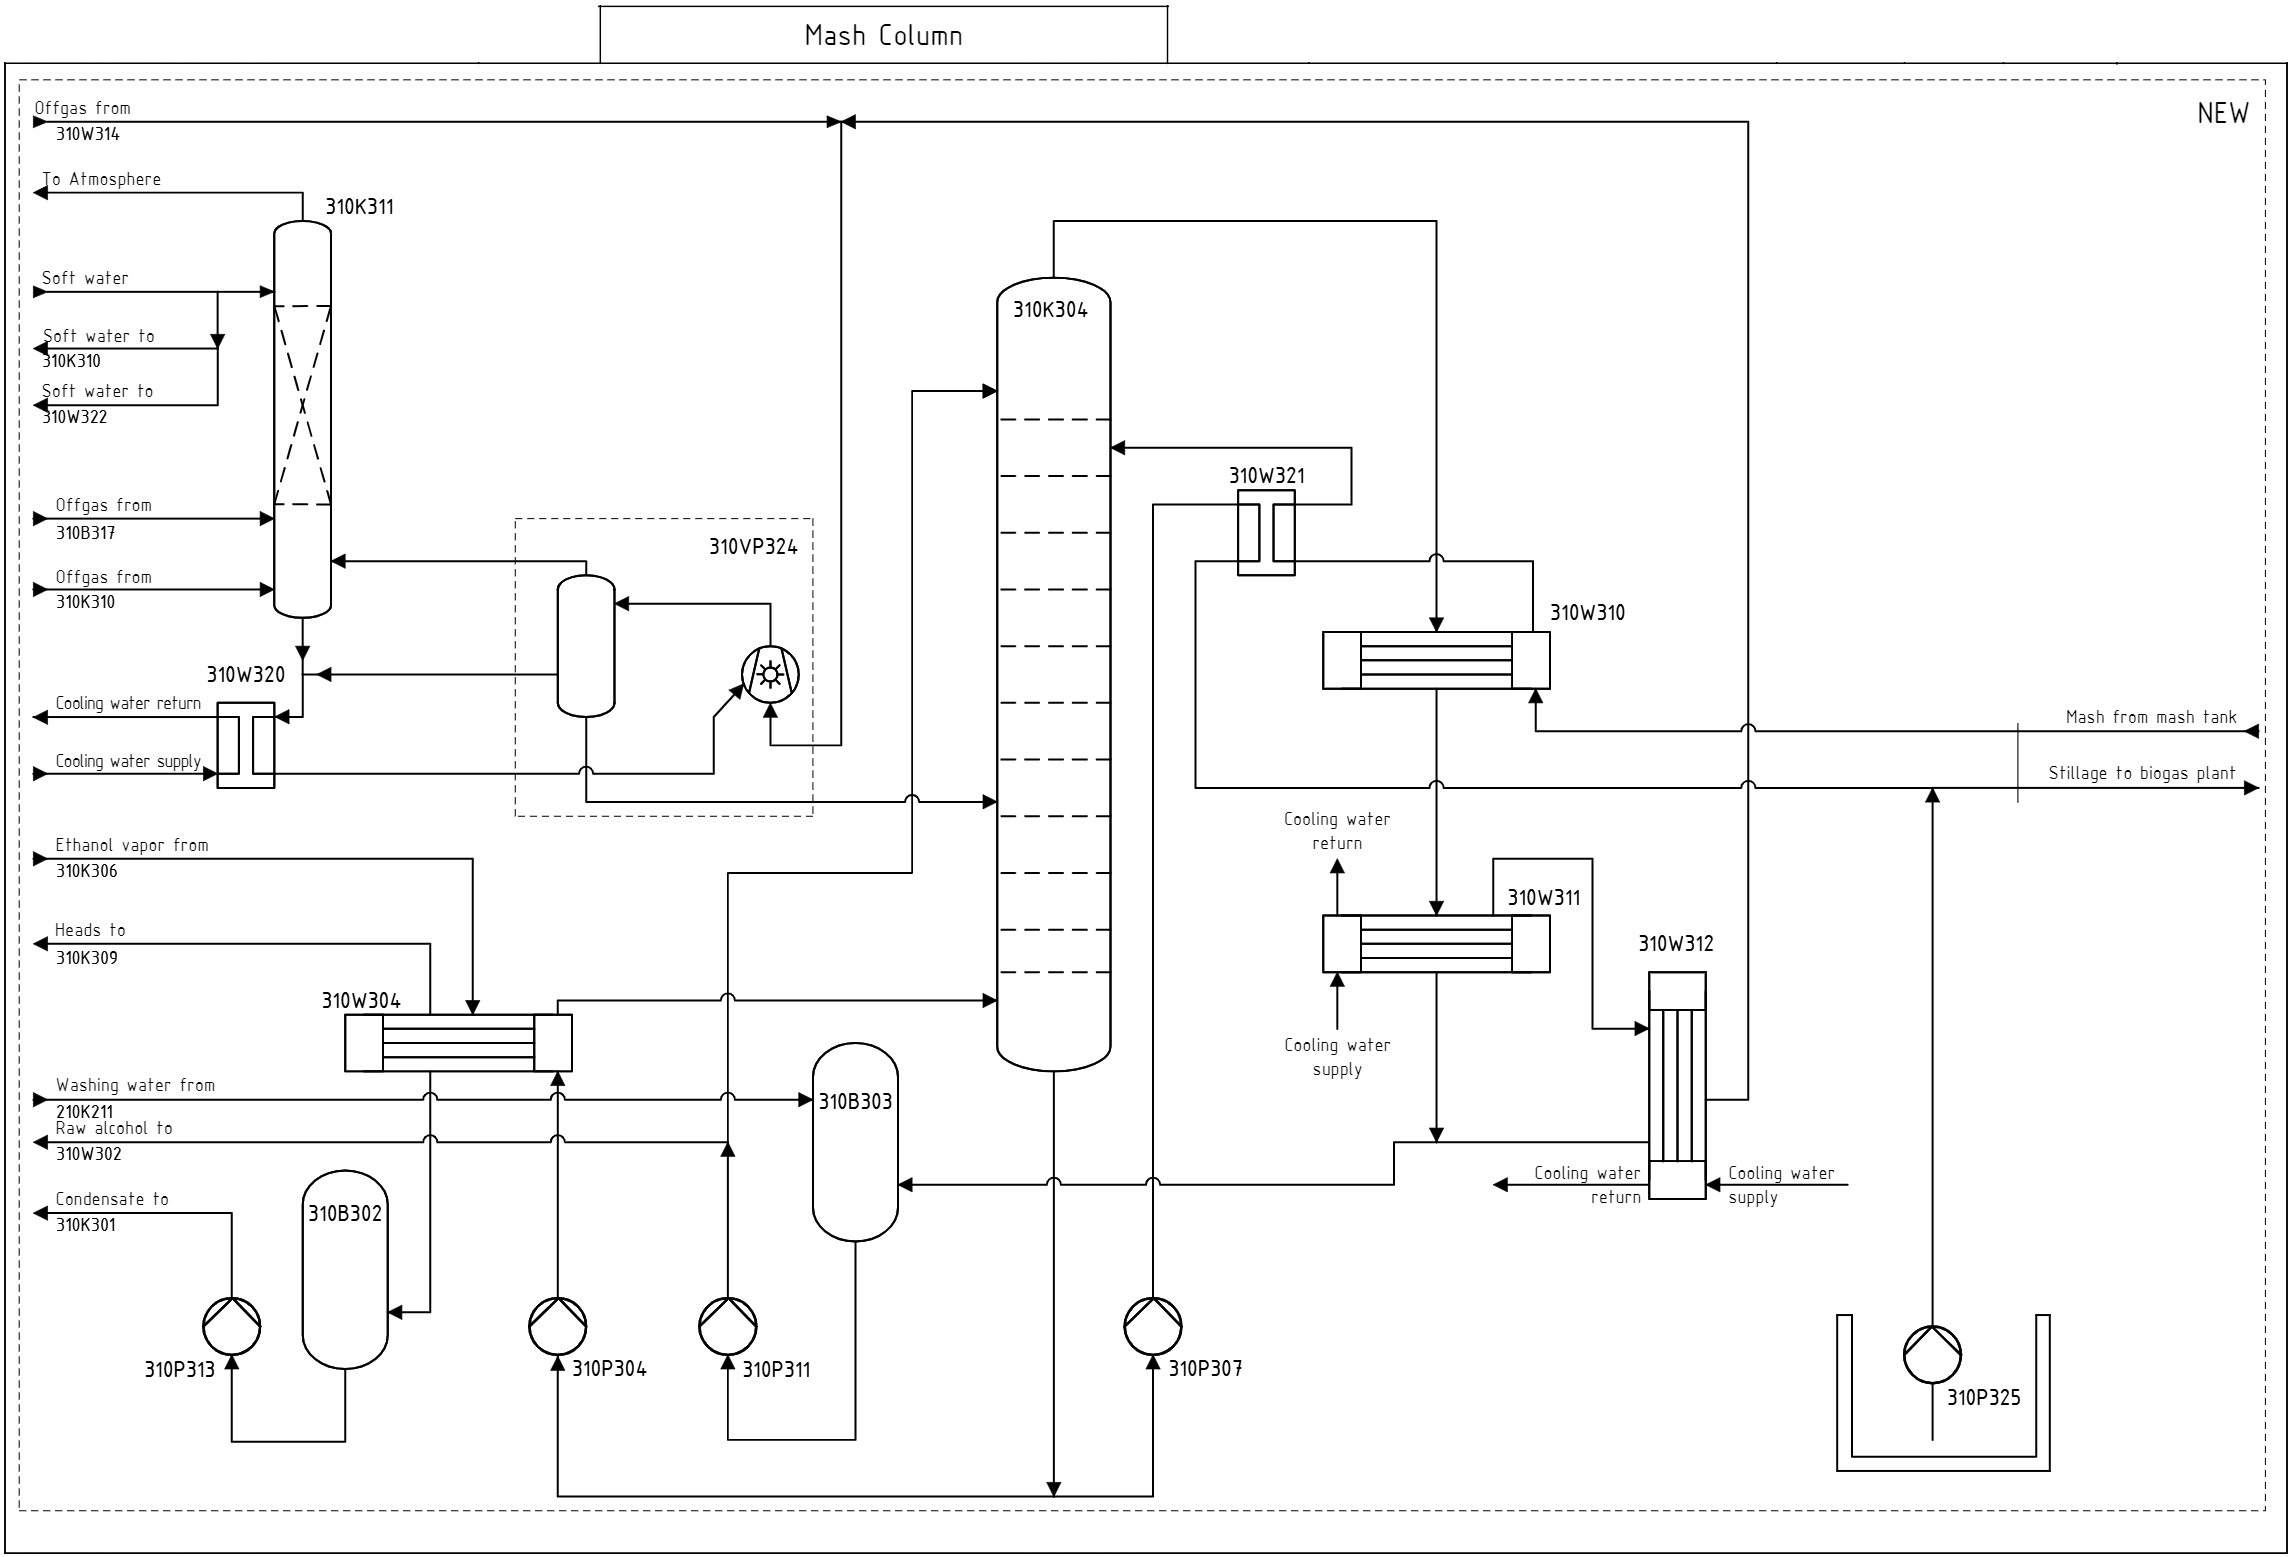 Mash Column
NEW
Offgas from
310W314
To Atmosphere
310K311
Soft water
310K304
Soft water to
310K310
Soft water to
310W322
310W321
Offgas from
310B317
310VP324
Offgas from
310K310
310W310
310W320
Cooling water return
Mash from mash tank
Cooling water supply
Stillage to biogas plant
Cooling water
return
Ethanol vapor from
310K306
310W311
Heads to
310K309
310W312
310W304
Cooling water
supply
Washing water from
210K211
310B303
Raw alcohol to
310W302
Cooling water
return
Cooling water
supply
Condensate to
310K301
310B302
310P313
310P304
310P311
310P307
310P325